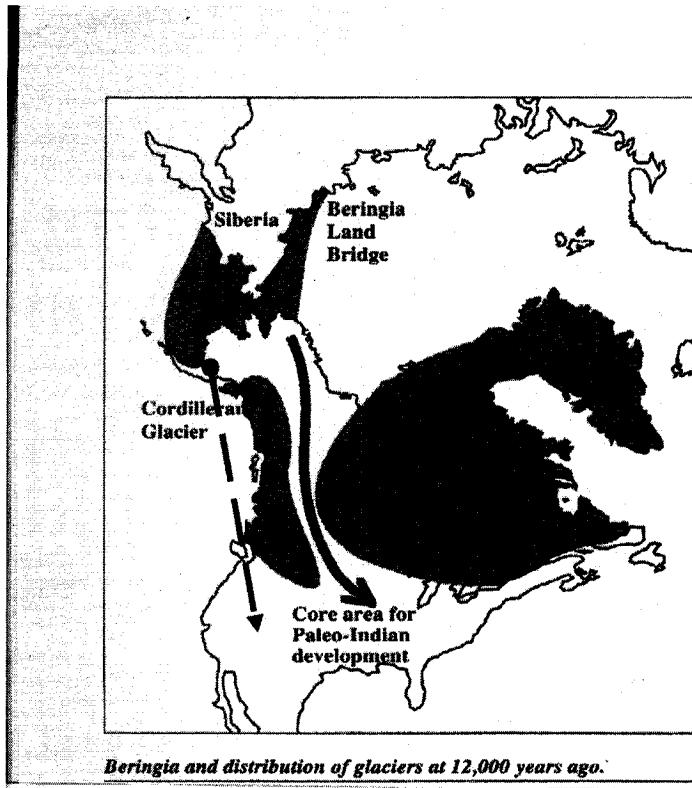 Siberia
Beringia
Land
Bridge
Cordilleran
Glacier
Core area for
Paleo-Indian
development
Beringia and distribution of glaciers at 12,000 years ago.